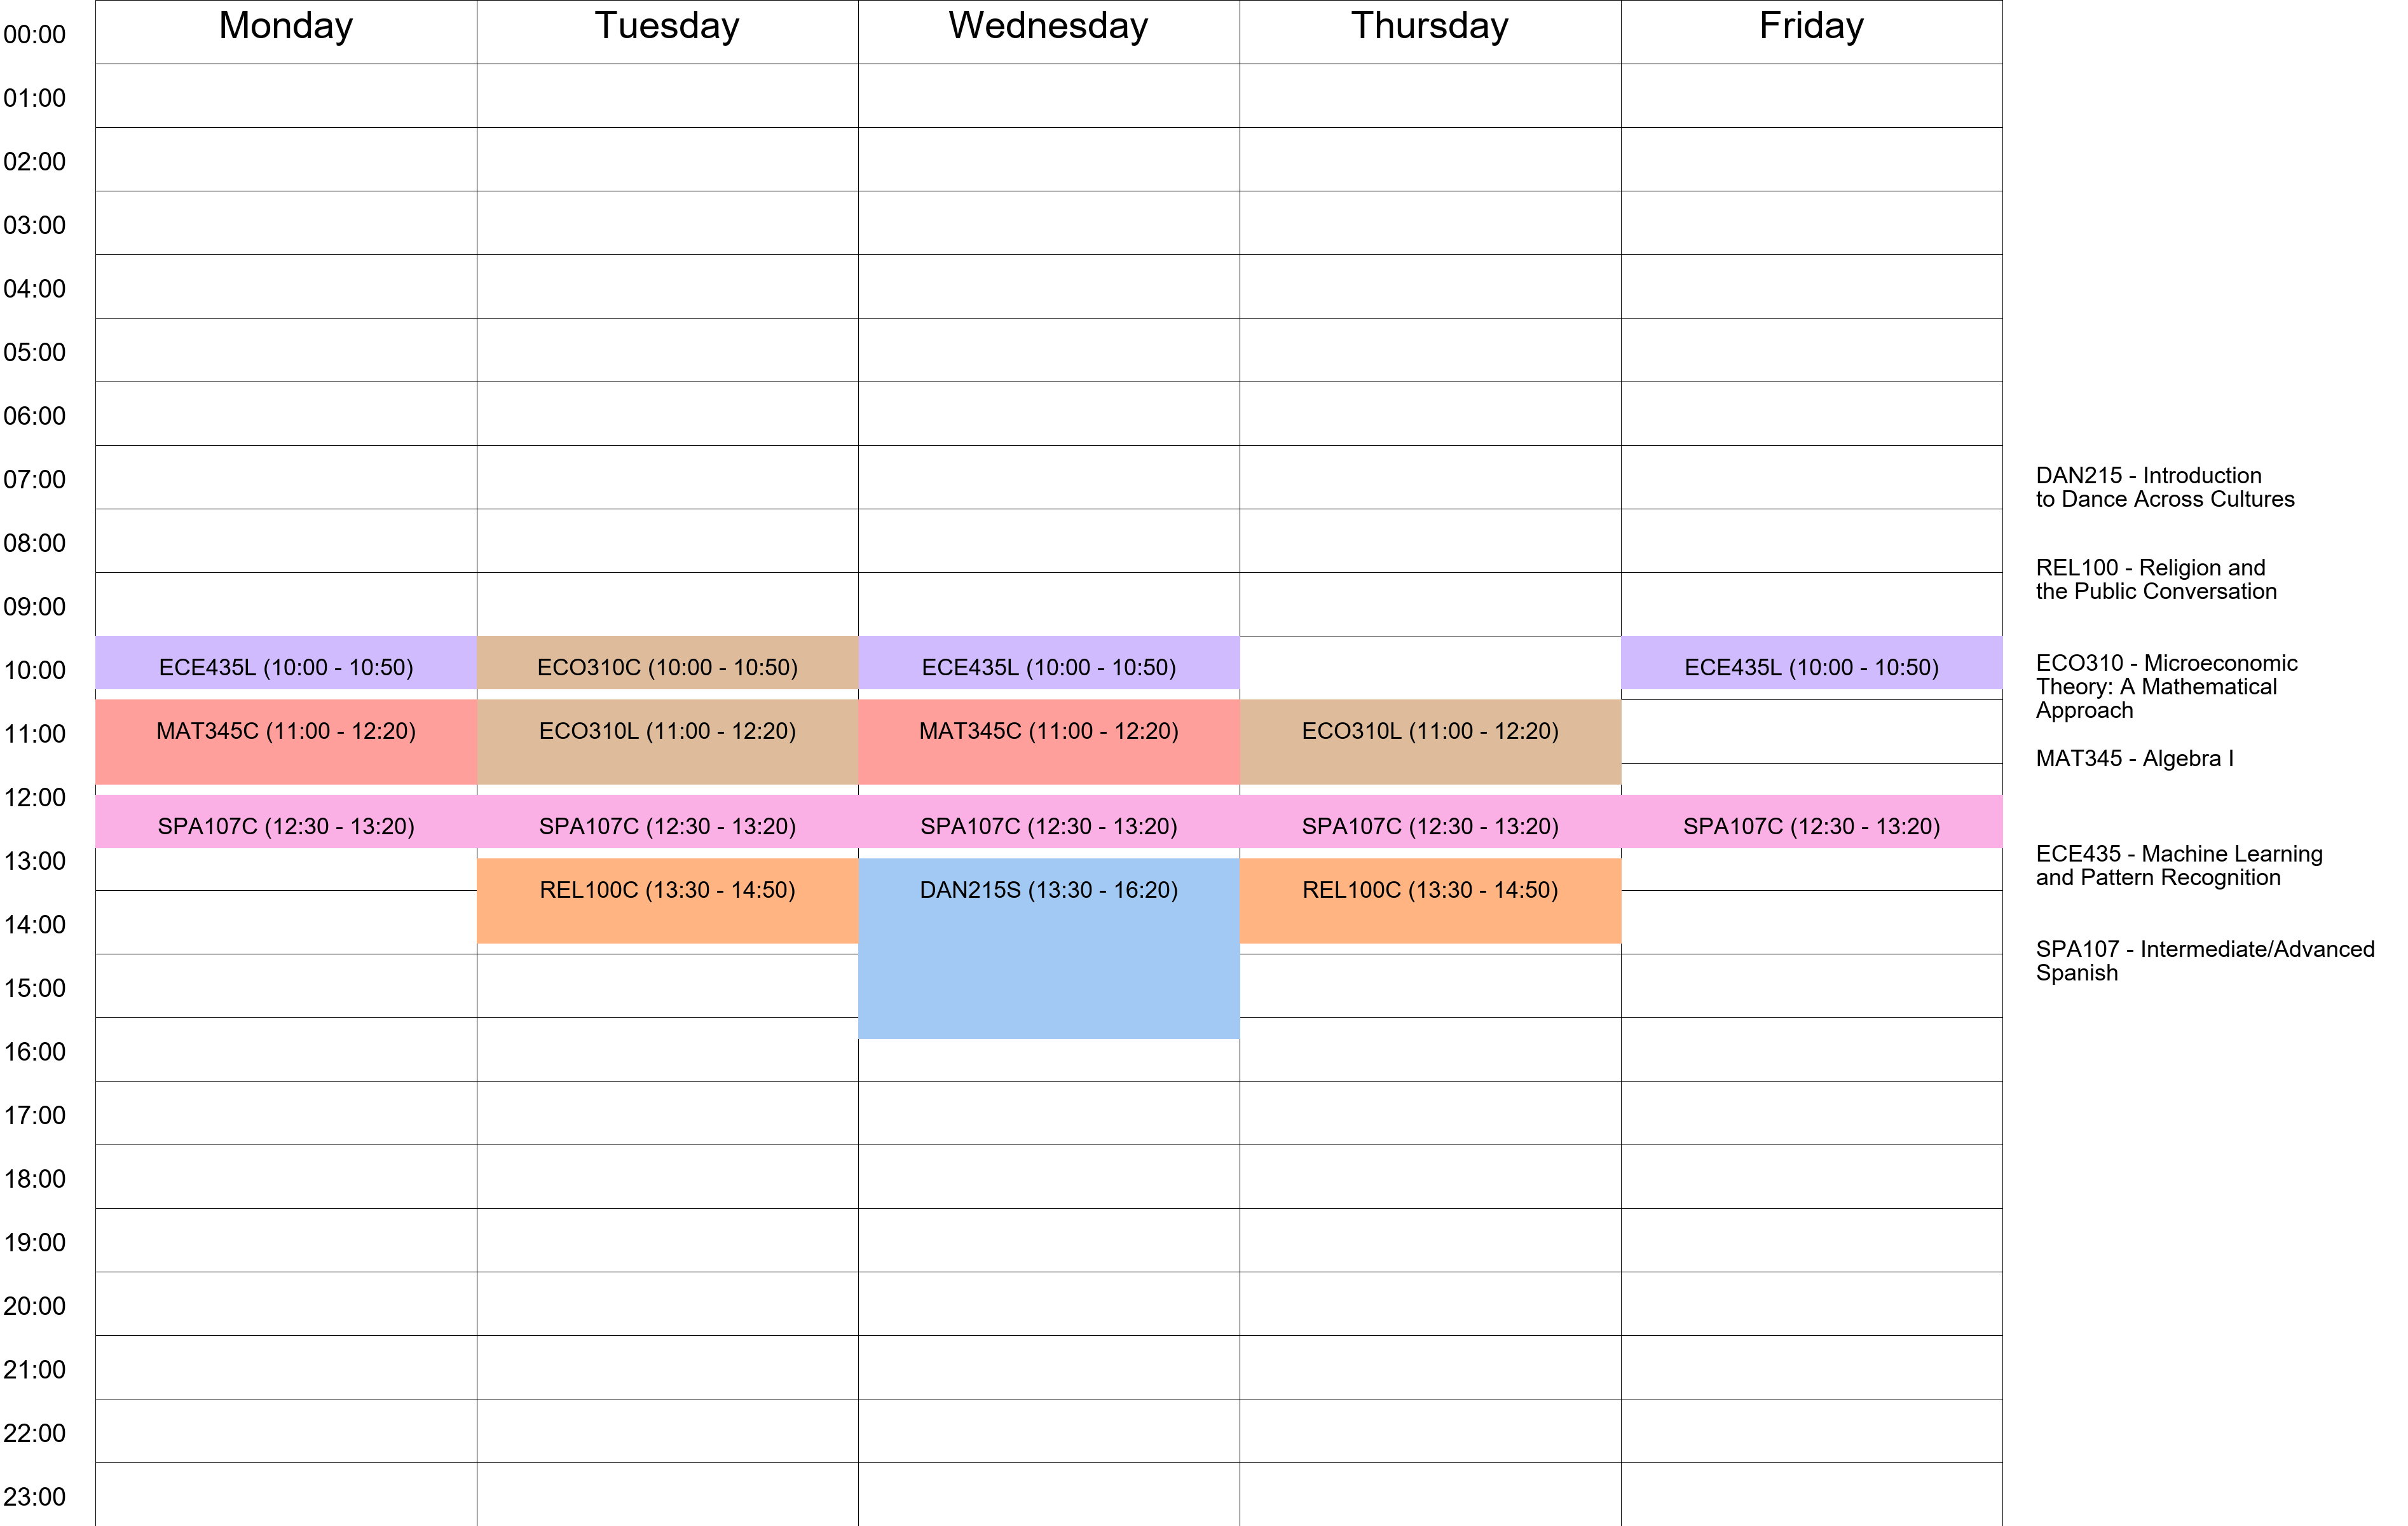 Monday Tuesday Wednesday Thursday Friday
00:00
01:00
02:00
03:00
04:00
05:00
06:00
07:00
08:00
09:00
10:00 ECE435L (10:00 - 10:50) ECO310C (10:00 - 10:50) ECE435L (10:00 - 10:50) ECE435L (10:00 - 10:50)
11:00 MAT345C (11:00 - 12:20) ECO310L (11:00 - 12:20) MAT345C (11:00 - 12:20) ECO310L (11:00 - 12:20)
12:00
SPA107C (12:30 - 13:20) SPA107C (12:30 - 13:20) SPA107C (12:30 - 13:20) SPA107C (12:30 - 13:20) SPA107C (12:30 - 13:20)
13:00
REL100C (13:30 - 14:50) DAN215S (13:30 - 16:20) REL100C (13:30 - 14:50)
14:00
15:00
16:00
17:00
18:00
19:00
20:00
21:00
22:00
23:00
DAN215 - Introduction
to Dance Across Cultures
REL100 - Religion and
the Public Conversation
ECO310 - Microeconomic
Theory: A Mathematical
Approach
MAT345 - Algebra I
ECE435 - Machine Learning
and Pattern Recognition
SPA107 - Intermediate/Advanced
Spanish